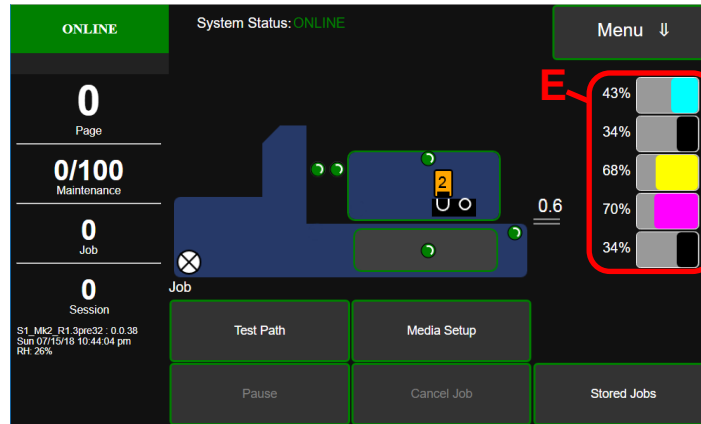 ONLINE
System Status: ONLINE
Menu ⇓
0
Page
0/100
Maintenance
0
Job
0
Session
S1_Mk2_R1.3pre32 : 0.0.38
Sun 07/15/18 10:44:04 pm
RH: 26%
2
0.6
Job
E
43%
34%
68%
70%
34%
Test Path
Media Setup
Pause
Cancel Job
Stored Jobs